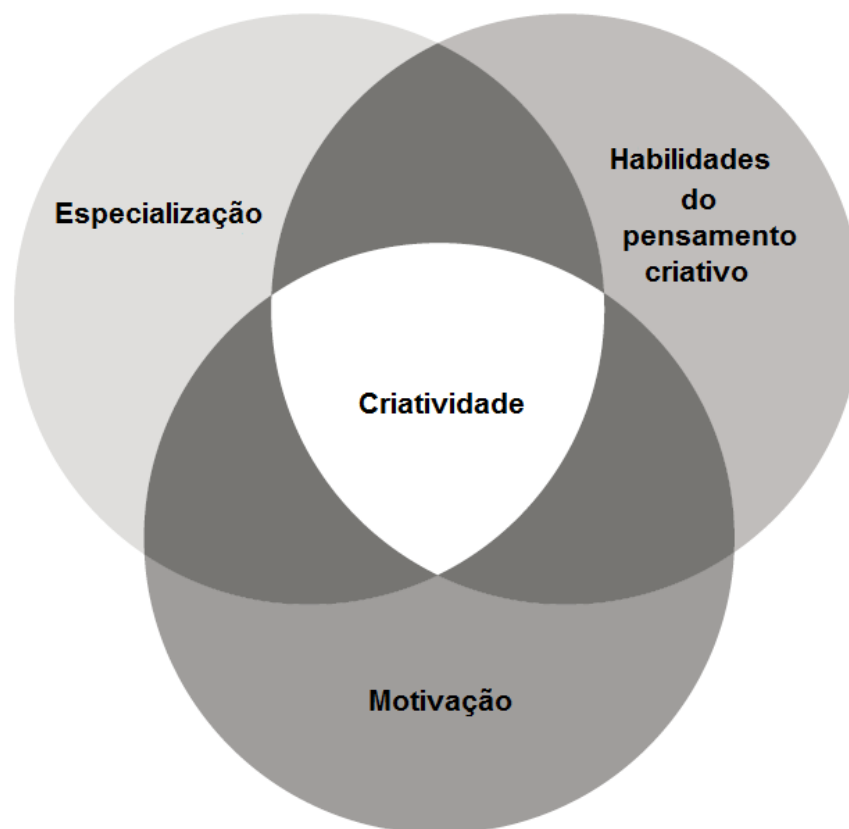 Especialização
Habilidades
do
pensamento
criativo
Criatividade
Motivação